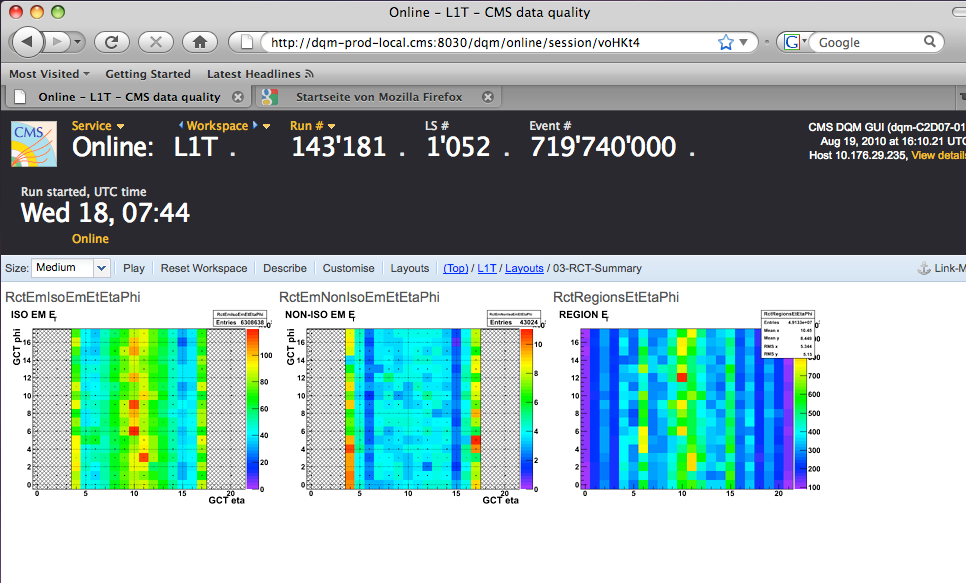 Online - L1T - CMS data quality
http://dqm-prod-local.cms:8030/dqm/online/session/voHKt4
Google
Most Visited Getting Started Latest Headlines
Online - L1T - CMS data quality
Startseite von Mozilla Firefox
CMS
Service Workspace Run # LS # Event #
Online: L1T . 143'181 . 1'052 . 719'740'000 .
CMS DQM GUI (dqm-C2D07-01
Aug 19, 2010 at 16:10.21 UTC
Host 10.176.29.235, View details
Run started, UTC time
Wed 18, 07:44
Online
Size: Medium Play Reset Workspace Describe Customise Layouts (Top) / L1T / Layouts / 03-RCT-Summary Link-M
RctEmIsoEmEtEtaPhi
ISO EM ET
RctEmIsoEmEtEtaPhi
Entries 6308638
GCT phi
16
14
12
10
8
6
4
2
0
0 5 10 15 20
GCT eta
100
80
60
40
20
0
RctEmNonIsoEmEtEtaPhi
NON-ISO EM ET
Entries 43024
GCT phi
16
14
12
10
8
6
4
2
0
0 5 10 15 20
GCT eta
10
8
6
4
2
0
RctRegionsEtEtaPhi
REGION ET
RctRegionsEtEtaPhi
Entries 4.9133e+07
Mean x 10.45
Mean y 8.448
RMS x 5.344
RMS y 5.15
16
14
12
10
8
6
4
2
0
0 5 10 15 20
700
600
500
400
300
200
100